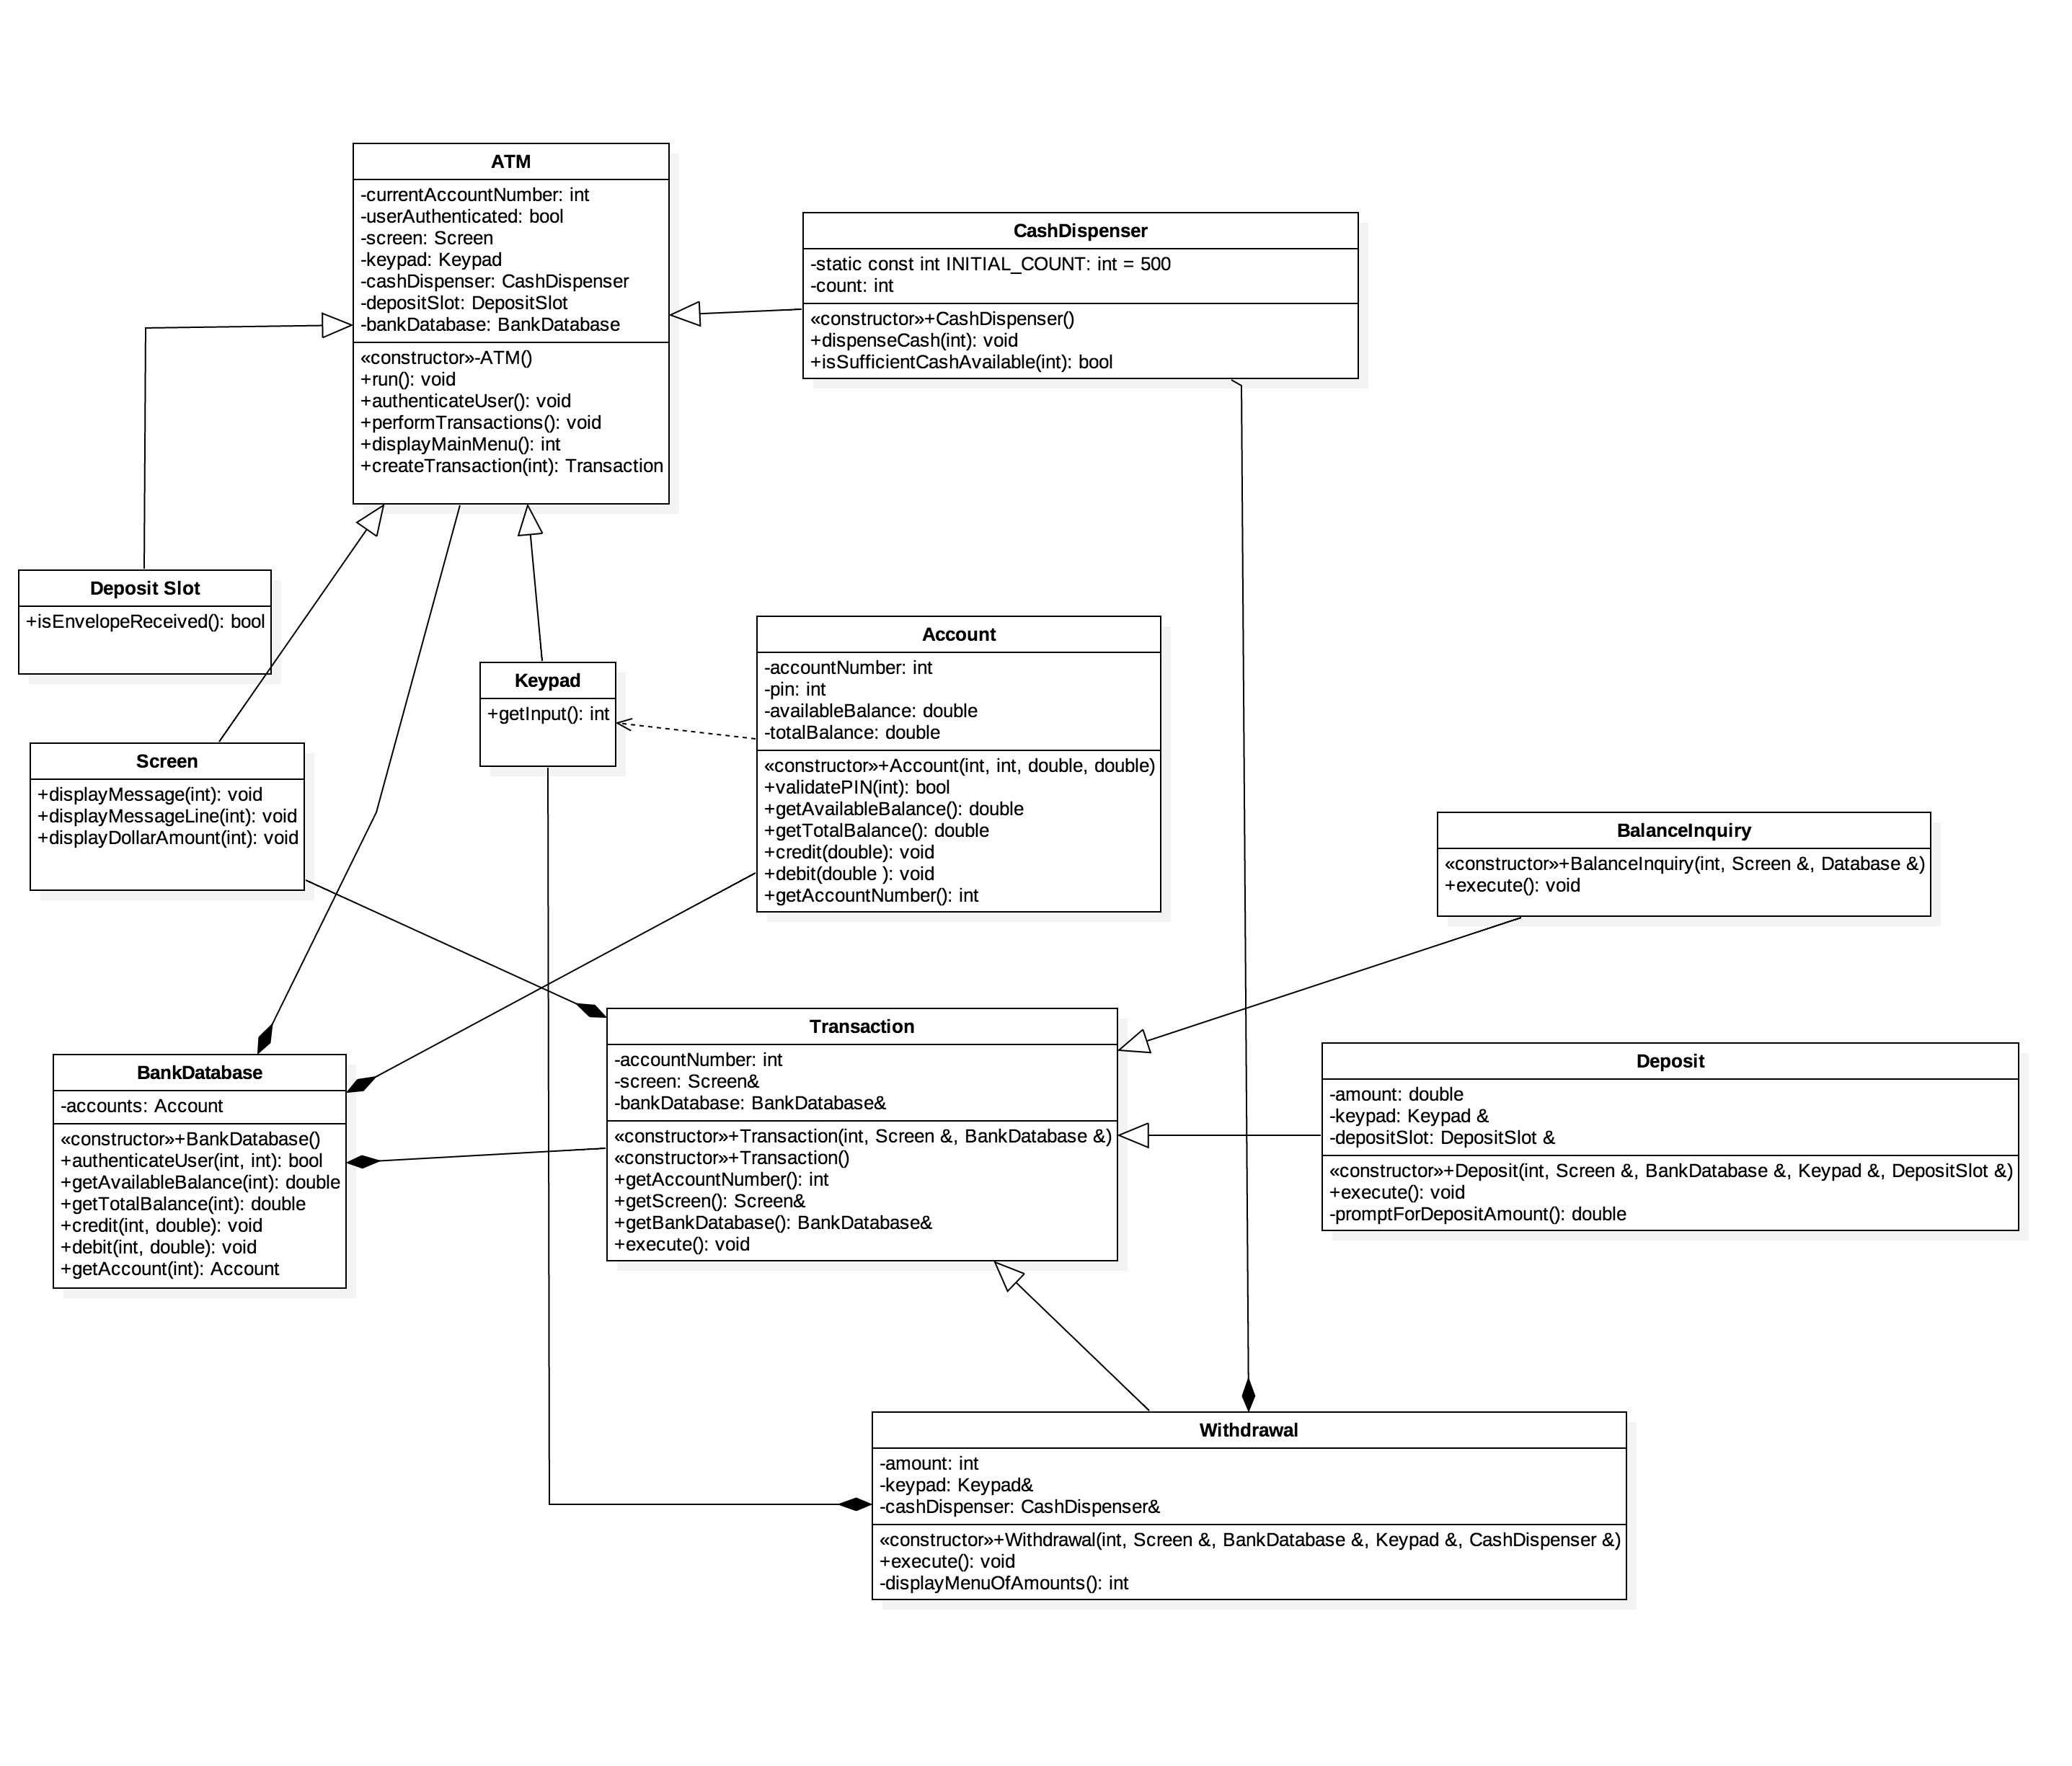 ATM
-currentAccountNumber: int
-userAuthenticated: bool
-screen: Screen
-keypad: Keypad
-cashDispenser: CashDispenser
-depositSlot: DepositSlot
-bankDatabase: BankDatabase
«constructor»-ATM()
+run(): void
+authenticateUser(): void
+performTransactions(): void
+displayMainMenu(): int
+createTransaction(int): Transaction
CashDispenser
-static const int INITIAL_COUNT: int = 500
-count: int
«constructor»+CashDispenser()
+dispenseCash(int): void
+isSufficientCashAvailable(int): bool
Deposit Slot
+isEnvelopeReceived(): bool
Keypad
+getInput(): int
Account
-accountNumber: int
-pin: int
-availableBalance: double
-totalBalance: double
«constructor»+Account(int, int, double, double)
+validatePIN(int): bool
+getAvailableBalance(): double
+getTotalBalance(): double
+credit(double): void
+debit(double ): void
+getAccountNumber(): int
Screen
+displayMessage(int): void
+displayMessageLine(int): void
+displayDollarAmount(int): void
BalanceInquiry
«constructor»+BalanceInquiry(int, Screen &, Database &)
+execute(): void
BankDatabase
-accounts: Account
«constructor»+BankDatabase()
+authenticateUser(int, int): bool
+getAvailableBalance(int): double
+getTotalBalance(int): double
+credit(int, double): void
+debit(int, double): void
+getAccount(int): Account
Transaction
-accountNumber: int
-screen: Screen&
-bankDatabase: BankDatabase&
«constructor»+Transaction(int, Screen &, BankDatabase &)
«constructor»+Transaction()
+getAccountNumber(): int
+getScreen(): Screen&
+getBankDatabase(): BankDatabase&
+execute(): void
Deposit
-amount: double
-keypad: Keypad &
-depositSlot: DepositSlot &
«constructor»+Deposit(int, Screen &, BankDatabase &, Keypad &, DepositSlot &)
+execute(): void
-promptForDepositAmount(): double
Withdrawal
-amount: int
-keypad: Keypad&
-cashDispenser: CashDispenser&
«constructor»+Withdrawal(int, Screen &, BankDatabase &, Keypad &, CashDispenser &)
+execute(): void
-displayMenuOfAmounts(): int